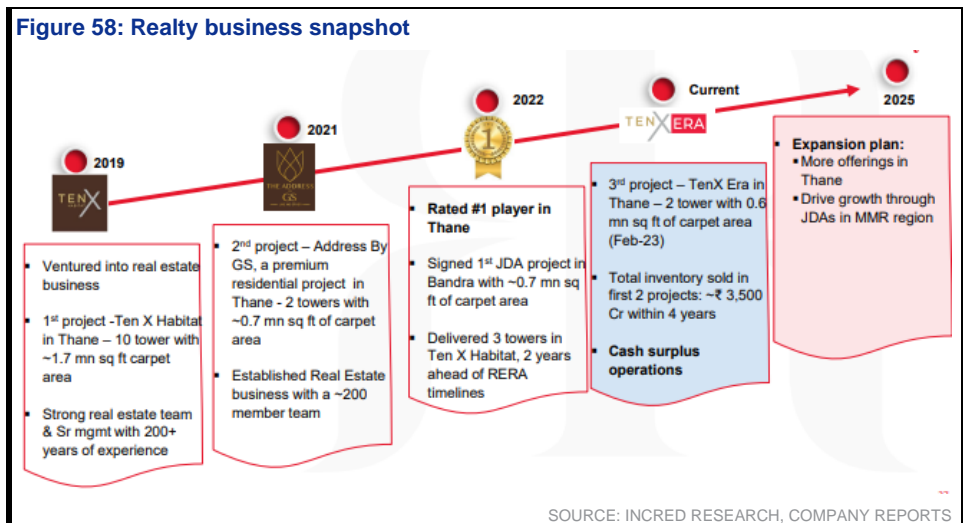 Figure 58: Realty business snapshot
2019
TEN X
HABITAT
▪ Ventured into real estate
business
▪ 1st project -Ten X Habitat
in Thane – 10 tower with
~1.7 mn sq ft carpet
area
▪ Strong real estate team
& Sr mgmt with 200+
years of experience
2021
THE ADDRESS
GS
▪ 2nd project – Address By
GS, a premium
residential project in
Thane - 2 towers with
~0.7 mn sq ft of carpet
area
▪ Established Real Estate
business with a ~200
member team
2022
1
▪ Rated #1 player in
Thane
▪ Signed 1st JDA project in
Bandra with ~0.7 mn sq
ft of carpet area
▪ Delivered 3 towers in
Ten X Habitat, 2 years
ahead of RERA
timelines
Current
TEN X ERA
▪ 3rd project – TenX Era in
Thane – 2 tower with 0.6
mn sq ft of carpet area
(Feb-23)
▪ Total inventory sold in
first 2 projects: ~₹ 3,500
Cr within 4 years
▪ Cash surplus
operations
2025
▪ Expansion plan:
▪ More offerings in
Thane
▪ Drive growth through
JDAs in MMR region
SOURCE: INCRED RESEARCH, COMPANY REPORTS